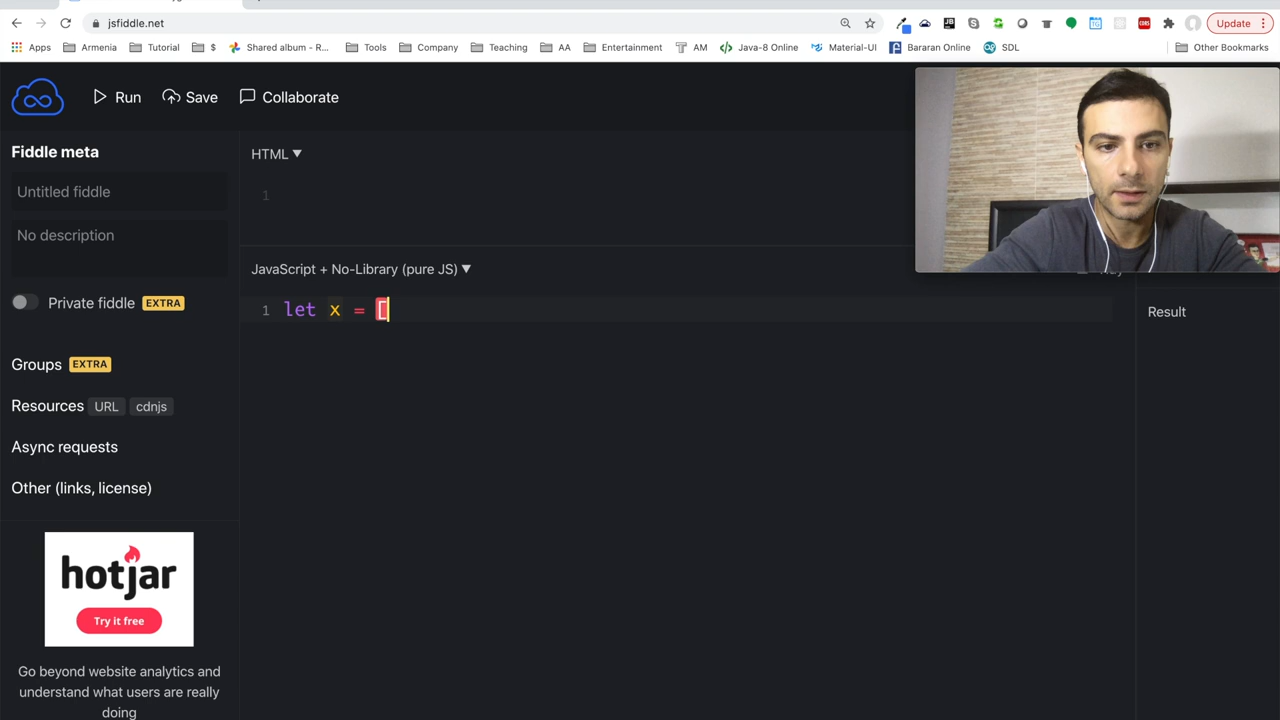 jsfiddle.net
Update
Apps
Armenia
Tutorial
$
Shared album - R...
Tools
Company
Teaching
AA
Entertainment
AM
Java-8 Online
Material-UI
Bararan Online
SDL
Other Bookmarks
Run
Save
Collaborate
Fiddle meta
Untitled fiddle
No description
Private fiddle EXTRA
Groups EXTRA
Resources URL cdnjs
Async requests
Other (links, license)
hotjar
Try it free
Go beyond website analytics and
understand what users are really
doing
HTML ▼
1
JavaScript + No-Library (pure JS) ▼
1 let x = [
Result